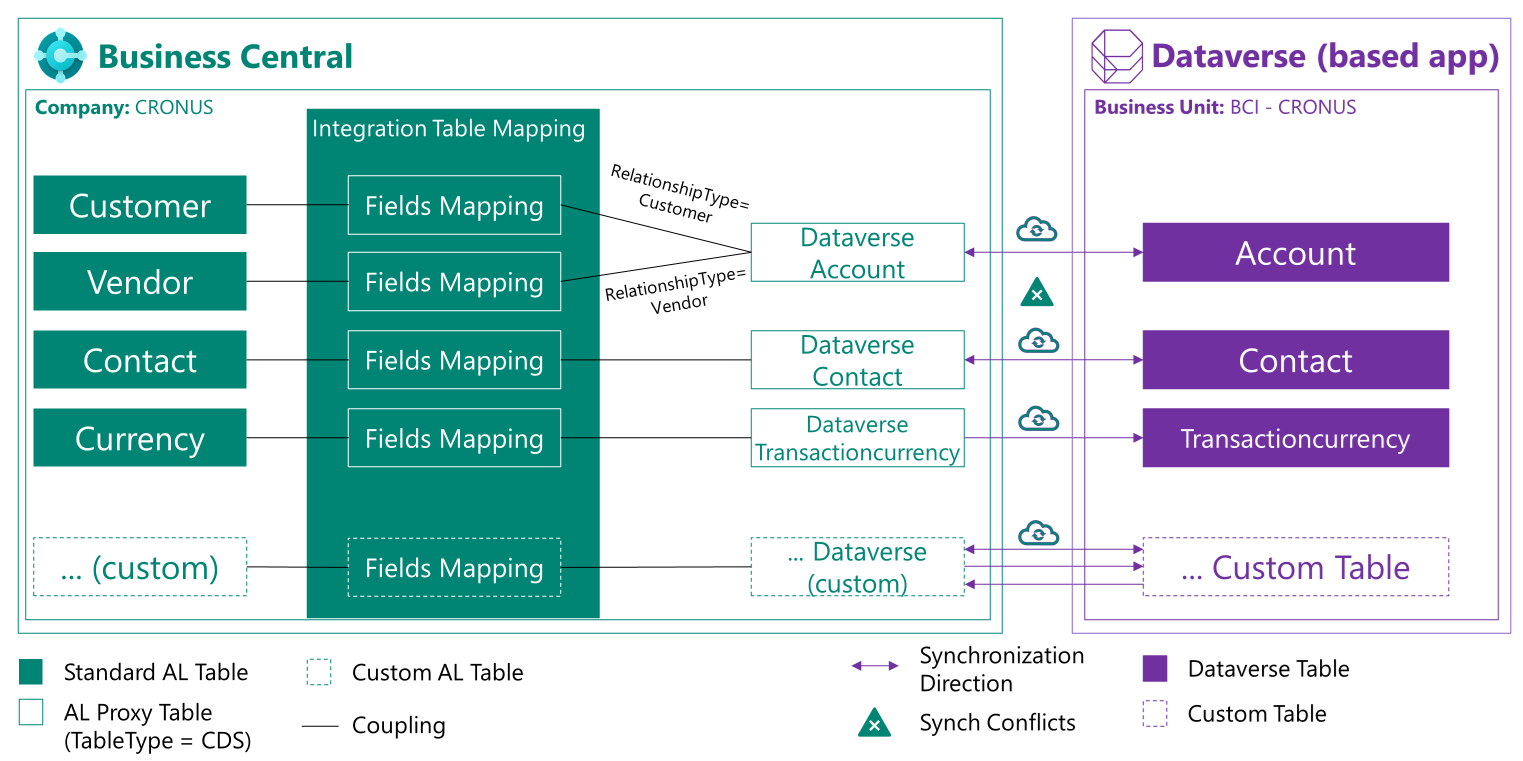 Business Central
Dataverse (based app)
Company: CRONUS
Business Unit: BCI - CRONUS
Integration Table Mapping
Customer
Fields Mapping
RelationshipType=
Customer
Dataverse
Account
Account
Vendor
Fields Mapping
RelationshipType=
Vendor
Contact
Fields Mapping
Dataverse
Contact
Contact
Currency
Fields Mapping
Dataverse
Transactioncurrency
Transactioncurrency
... (custom)
Fields Mapping
... Dataverse
(custom)
... Custom Table
Standard AL Table
Custom AL Table
Synchronization
Direction
Dataverse Table
AL Proxy Table
(TableType = CDS)
Coupling
Synch Conflicts
Custom Table